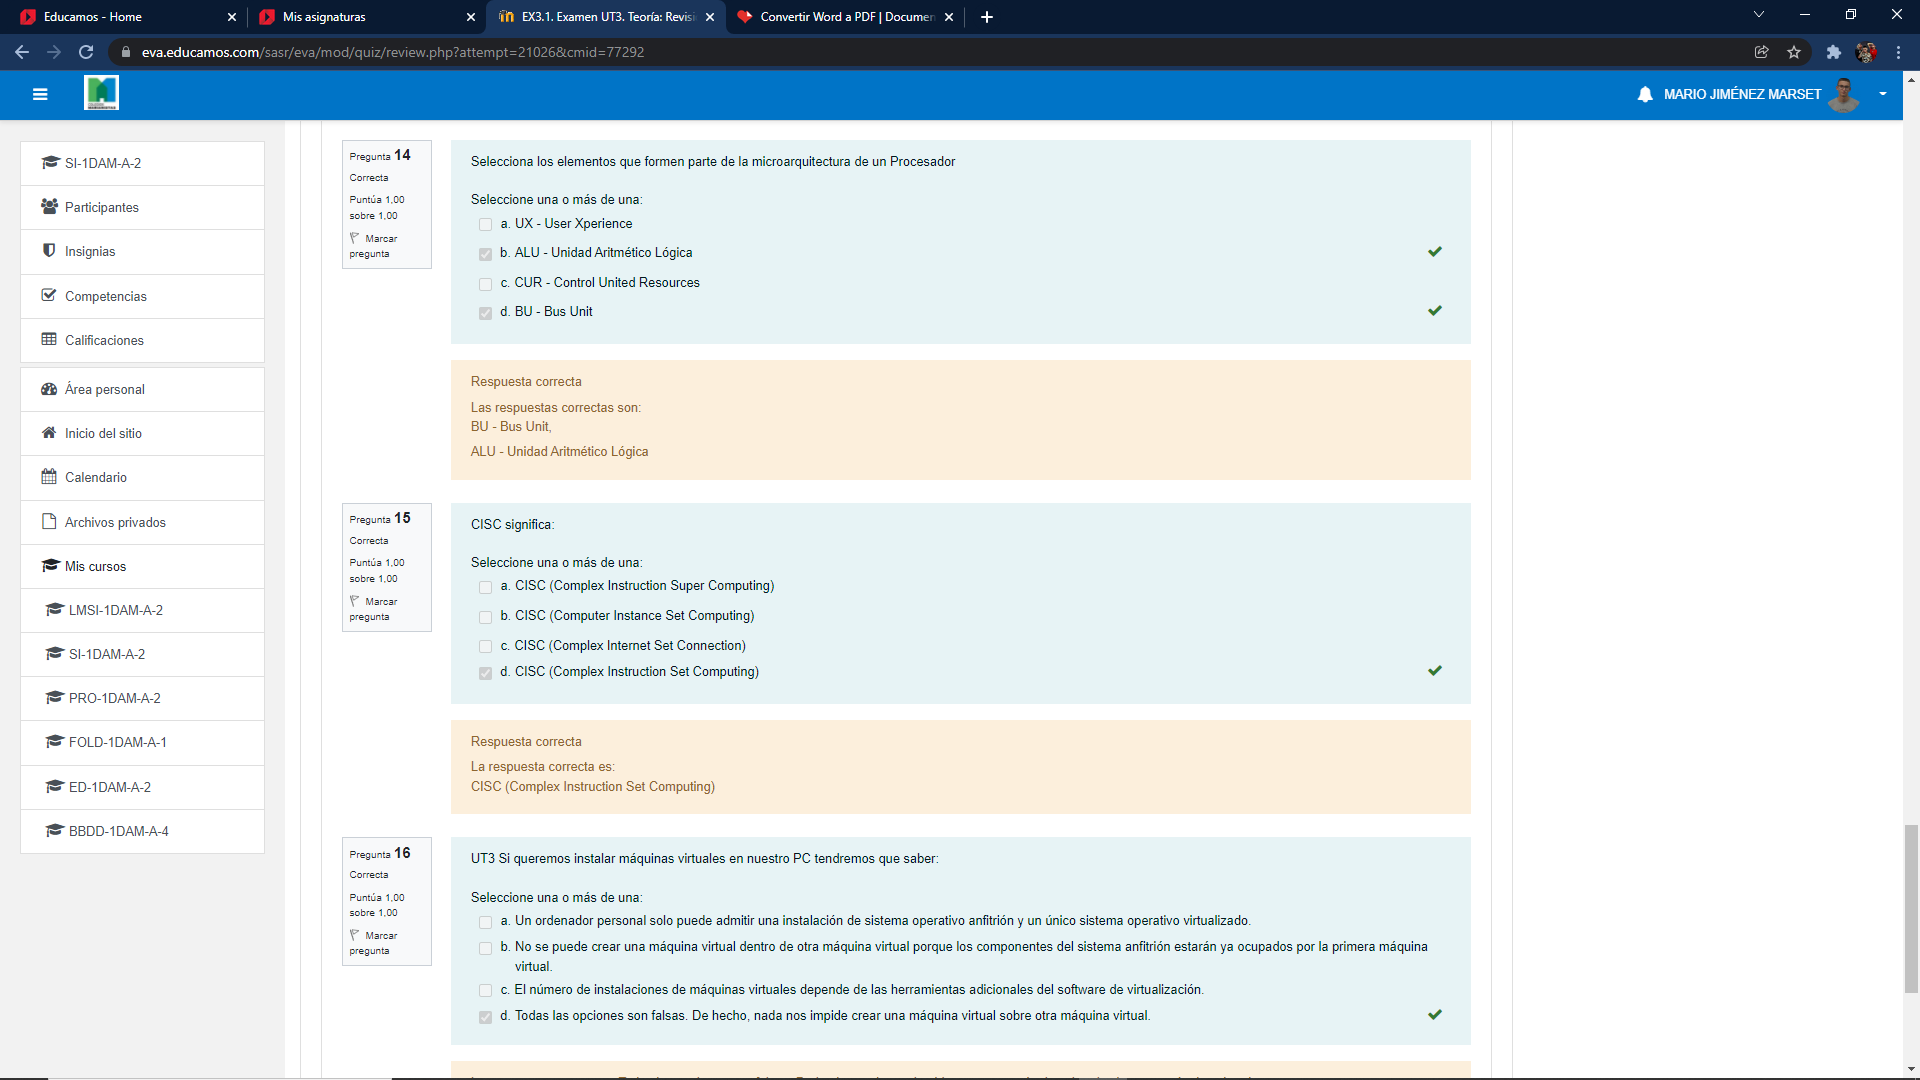 Educamos - Home
Mis asignaturas
EX3.1. Examen UT3. Teoría: Revisi
Convertir Word a PDF | Documen
eva.educamos.com/sasr/eva/mod/quiz/review.php?attempt=21026&cmid=77292
MARIO JIMÉNEZ MARSET
SI-1DAM-A-2
Participantes
Insignias
Competencias
Calificaciones
Área personal
Inicio del sitio
Calendario
Archivos privados
Mis cursos
LMSI-1DAM-A-2
SI-1DAM-A-2
PRO-1DAM-A-2
FOLD-1DAM-A-1
ED-1DAM-A-2
BBDD-1DAM-A-4
Pregunta 14
Correcta
Puntúa 1,00
sobre 1,00
Marcar
pregunta
Selecciona los elementos que formen parte de la microarquitectura de un Procesador
Seleccione una o más de una:
a. UX - User Xperience
b. ALU - Unidad Aritmético Lógica
c. CUR - Control United Resources
d. BU - Bus Unit
Respuesta correcta
Las respuestas correctas son:
BU - Bus Unit,
ALU - Unidad Aritmético Lógica
Pregunta 15
Correcta
Puntúa 1,00
sobre 1,00
Marcar
pregunta
CISC significa:
Seleccione una o más de una:
a. CISC (Complex Instruction Super Computing)
b. CISC (Computer Instance Set Computing)
c. CISC (Complex Internet Set Connection)
d. CISC (Complex Instruction Set Computing)
Respuesta correcta
La respuesta correcta es:
CISC (Complex Instruction Set Computing)
Pregunta 16
Correcta
Puntúa 1,00
sobre 1,00
Marcar
pregunta
UT3 Si queremos instalar máquinas virtuales en nuestro PC tendremos que saber:
Seleccione una o más de una:
a. Un ordenador personal solo puede admitir una instalación de sistema operativo anfitrión y un único sistema operativo virtualizado.
b. No se puede crear una máquina virtual dentro de otra máquina virtual porque los componentes del sistema anfitrión estarán ya ocupados por la primera máquina
virtual.
c. El número de instalaciones de máquinas virtuales depende de las herramientas adicionales del software de virtualización.
d. Todas las opciones son falsas. De hecho, nada nos impide crear una máquina virtual sobre otra máquina virtual.